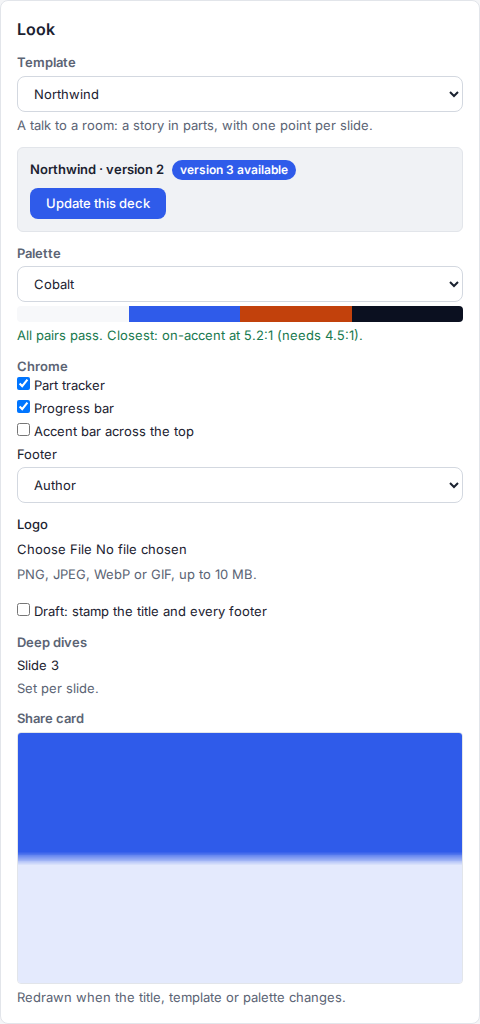 Look
Template
Northwind
A talk to a room: a story in parts, with one point per slide.
Northwind · version 2 version 3 available
Update this deck
Palette
Cobalt
All pairs pass. Closest: on-accent at 5.2:1 (needs 4.5:1).
Chrome
Part tracker
Progress bar
Accent bar across the top
Footer
Author
Logo
Choose File No file chosen
PNG, JPEG, WebP or GIF, up to 10 MB.
Draft: stamp the title and every footer
Deep dives
Slide 3
Set per slide.
Share card
Redrawn when the title, template or palette changes.